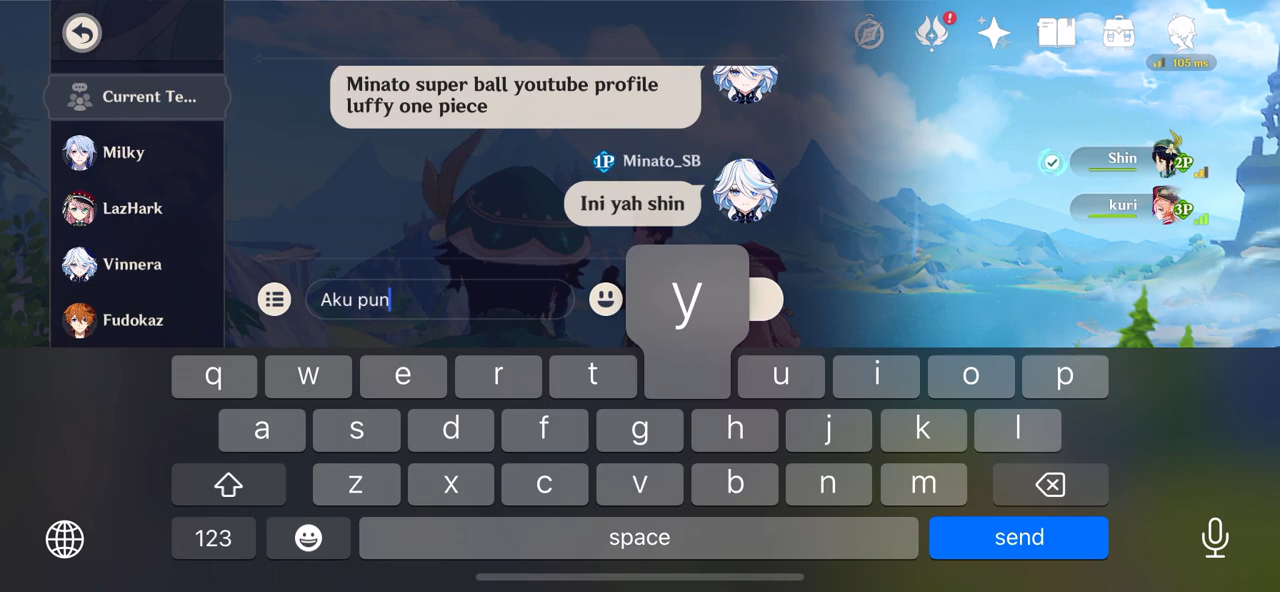 105 ms
Current Te...
Milky
LazHark
Vinnera
Fudokaz
Minato super ball youtube profile
luffy one piece
1P Minato_SB
Ini yah shin
Shin
2P
kuri
3P
Aku pun
y
q w e r t u i o p
a s d f g h j k l
z x c v b n m
123 space send